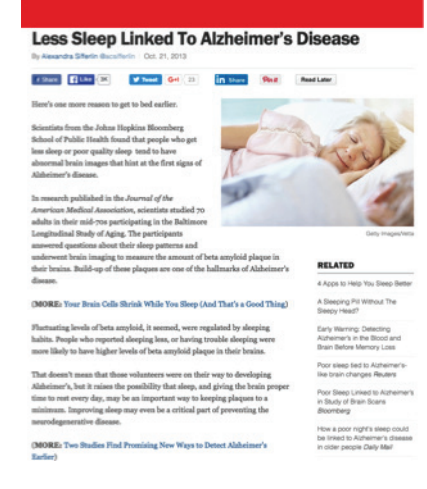 Less Sleep Linked To Alzheimer's Disease
By Alexandra Sifferlin @acsifferlin Oct. 21, 2013
Share
Like 3K
Tweet
G+1 23
in Share
Pin it
Read Later
Here's one more reason to get to bed earlier.
Scientists from the Johns Hopkins Bloomberg
School of Public Health found that people who get
less sleep or poor quality sleep tend to have
abnormal brain images that hint at the first signs of
Alzheimer's disease.
In research published in the Journal of the
American Medical Association, scientists studied 70
adults in their mid-70s participating in the Baltimore
Longitudinal Study of Aging. The participants
answered questions about their sleep patterns and
underwent brain imaging to measure the amount of beta amyloid plaque in
their brains. Build-up of these plaques are one of the hallmarks of Alzheimer's
disease.
(MORE: Your Brain Cells Shrink While You Sleep (And That's a Good Thing)
Fluctuating levels of beta amyloid, it seemed, were regulated by sleeping
habits. People who reported sleeping less, or having trouble sleeping were
more likely to have higher levels of beta amyloid plaque in their brains.
That doesn't mean that those volunteers were on their way to developing
Alzheimer's, but it raises the possibility that sleep, and giving the brain proper
time to rest every day, may be an important way to keeping plaques to a
minimum. Improving sleep may even be a critical part of preventing the
neurodegenerative disease.
(MORE: Two Studies Find Promising New Ways to Detect Alzheimer's
Earlier)
Getty Images/Vetta
RELATED
4 Apps to Help You Sleep Better
A Sleeping Pill Without The
Sleepy Head?
Early Warning: Detecting
Alzheimer's in the Blood and
Brain Before Memory Loss
Poor sleep tied to Alzheimer's-
like brain changes Reuters
Poor Sleep Linked to Alzheimer's
in Study of Brain Scans
Bloomberg
How a poor night's sleep could
be linked to Alzheimer's disease
in older people Daily Mail